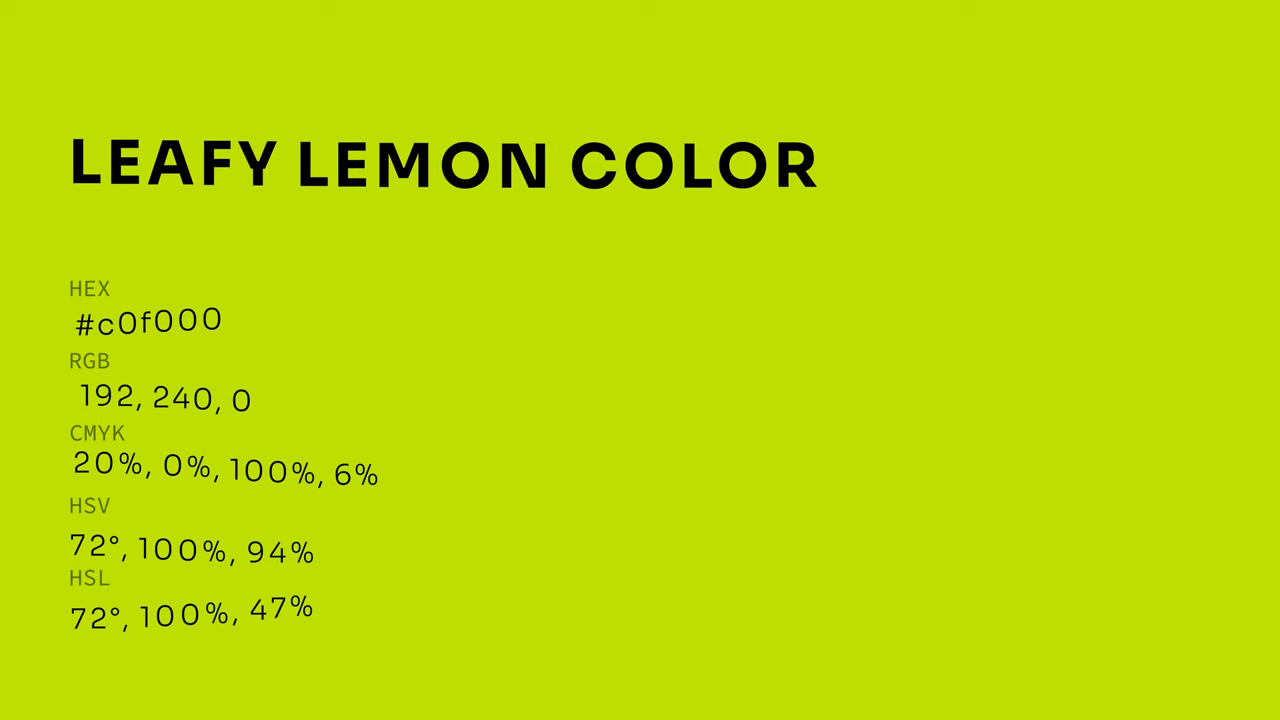 LEAFY LEMON COLOR
HEX
#c0f000
RGB
192, 240, 0
CMYK
20%, 0%, 100%, 6%
HSV
72°, 100%, 94%
HSL
72°, 100%, 47%